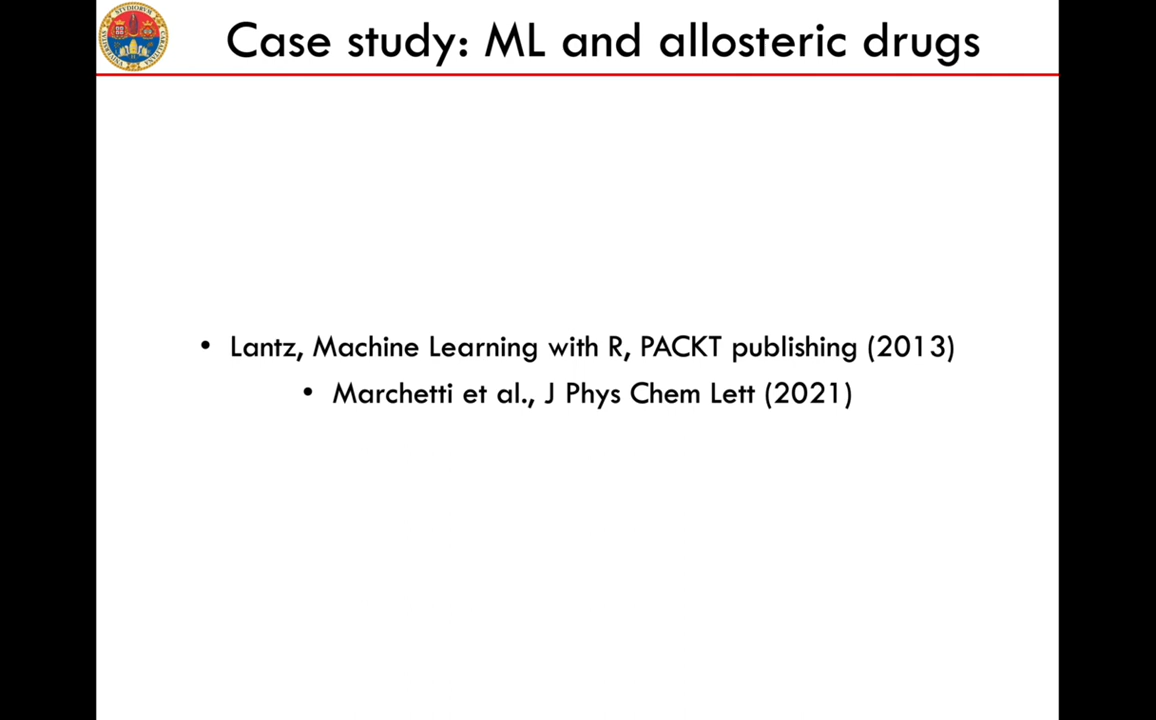 Case study: ML and allosteric drugs
• Lantz, Machine Learning with R, PACKT publishing (2013)
• Marchetti et al., J Phys Chem Lett (2021)